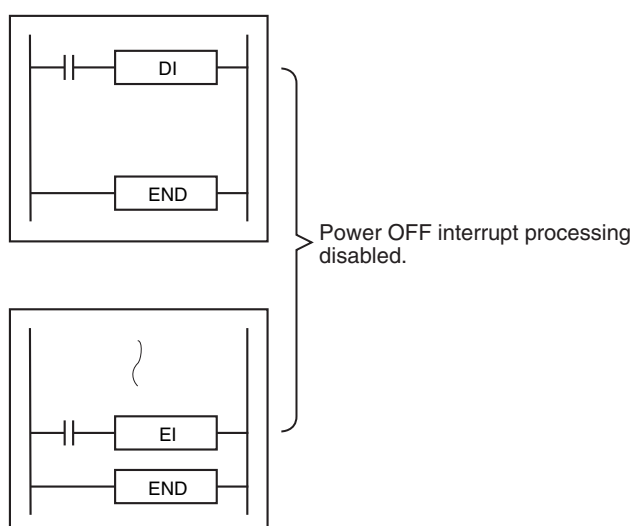 DI
END
Power OFF interrupt processing
disabled.
EI
END